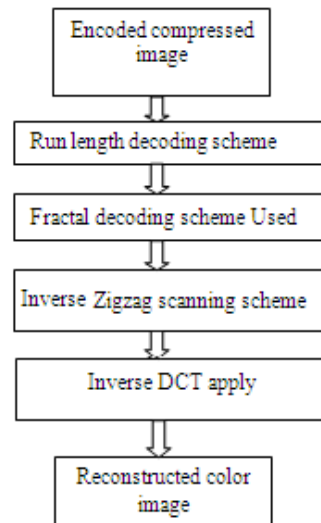 Encoded compressed
image
Run length decoding scheme
Fractal decoding scheme Used
Inverse Zigzag scanning scheme
Inverse DCT apply
Reconstructed color
image